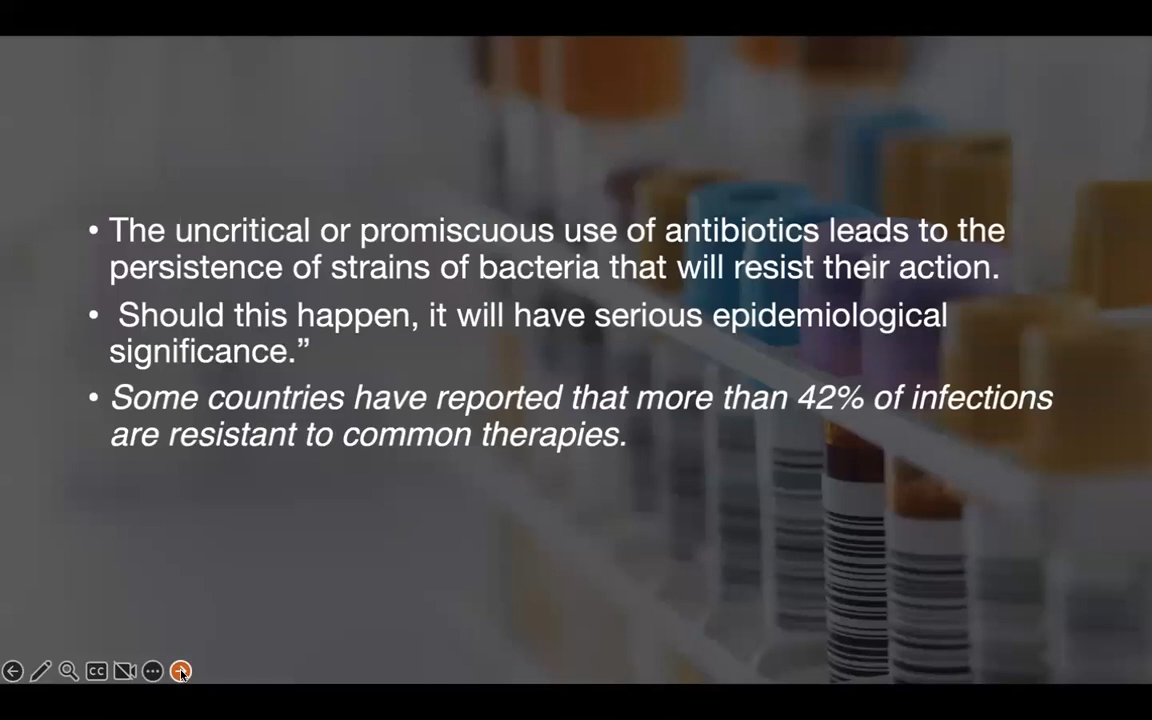 • The uncritical or promiscuous use of antibiotics leads to the
persistence of strains of bacteria that will resist their action.
• Should this happen, it will have serious epidemiological
significance.”
• Some countries have reported that more than 42% of infections
are resistant to common therapies.
CC